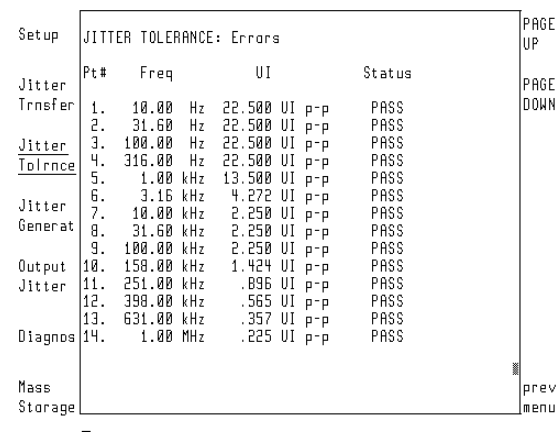 Setup
Jitter
Trnsfer
Jitter
Tolrnce
Jitter
Generat
Output
Jitter
Diagnos
Mass
Storage
JITTER TOLERANCE: Errors
Pt# Freq UI Status
1. 10.00 Hz 22.500 UI p-p PASS
2. 31.60 Hz 22.500 UI p-p PASS
3. 100.00 Hz 22.500 UI p-p PASS
4. 316.00 Hz 22.500 UI p-p PASS
5. 1.00 kHz 13.500 UI p-p PASS
6. 3.16 kHz 4.272 UI p-p PASS
7. 10.00 kHz 2.250 UI p-p PASS
8. 31.60 kHz 2.250 UI p-p PASS
9. 100.00 kHz 2.250 UI p-p PASS
10. 158.00 kHz 1.424 UI p-p PASS
11. 251.00 kHz .896 UI p-p PASS
12. 398.00 kHz .565 UI p-p PASS
13. 631.00 kHz .357 UI p-p PASS
14. 1.00 MHz .225 UI p-p PASS
PAGE
UP
PAGE
DOWN
prev
menu